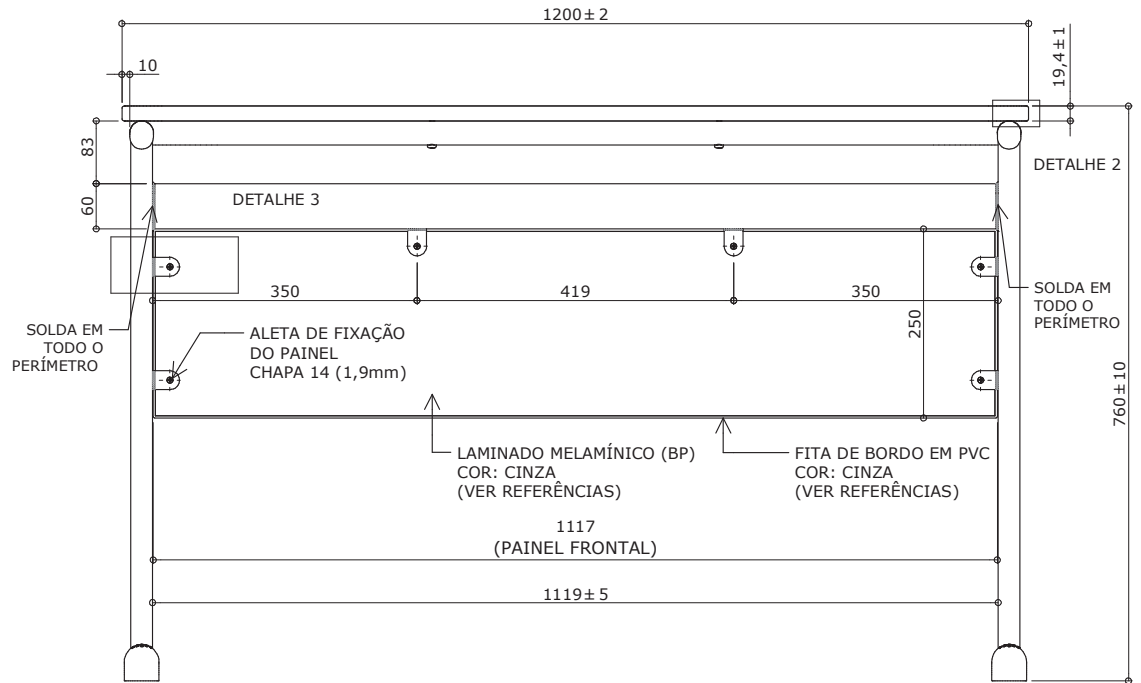 1200±2
19,4±1
10
83
DETALHE 2
60
DETALHE 3
350
419
350
250
SOLDA EM
TODO O
PERÍMETRO
SOLDA EM
TODO O
PERÍMETRO
ALETA DE FIXAÇÃO
DO PAINEL
CHAPA 14 (1,9mm)
760±10
LAMINADO MELAMÍNICO (BP)
COR: CINZA
(VER REFERÊNCIAS)
FITA DE BORDO EM PVC
COR: CINZA
(VER REFERÊNCIAS)
1117
(PAINEL FRONTAL)
1119±5